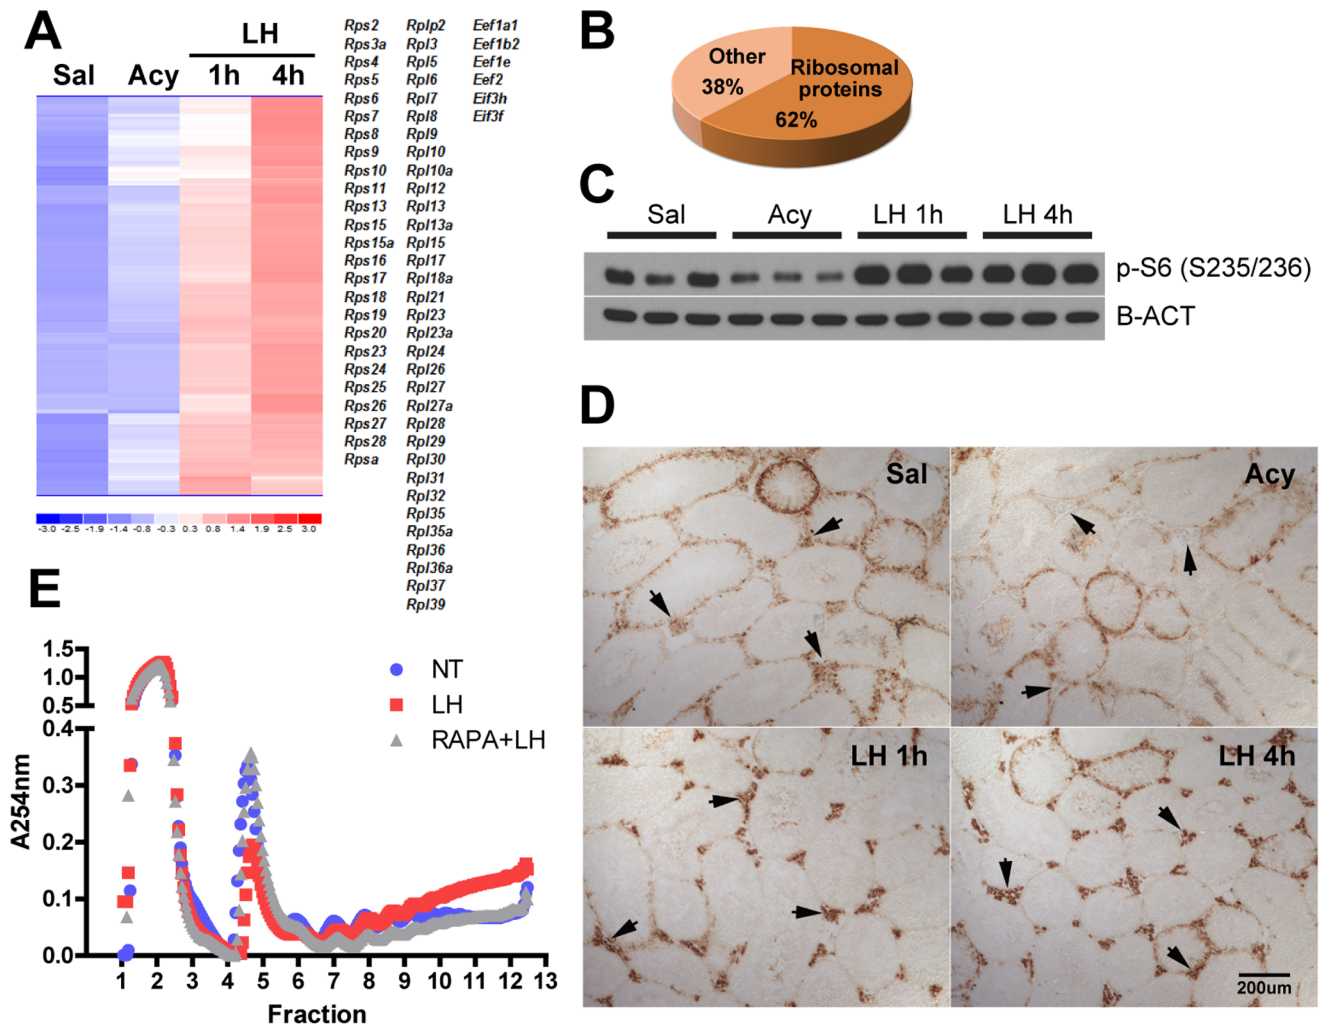 A
LH
Sal Acy 1h 4h
-3.0 -2.5 -1.9 -1.4 -0.8 -0.3 0.3 0.8 1.4 1.9 2.5 3.0
Rps2 Rplp2 Eef1a1
Rps3a Rpl3 Eef1b2
Rps4 Rpl5 Eef1e
Rps5 Rpl6 Eef2
Rps6 Rpl7 Eif3h
Rps7 Rpl8 Eif3f
Rps8 Rpl9
Rps9 Rpl10
Rps10 Rpl10a
Rps11 Rpl12
Rps13 Rpl13
Rps15 Rpl13a
Rps15a Rpl15
Rps16 Rpl17
Rps17 Rpl18a
Rps18 Rpl21
Rps19 Rpl23
Rps20 Rpl23a
Rps23 Rpl24
Rps24 Rpl26
Rps25 Rpl27
Rps26 Rpl27a
Rps27 Rpl28
Rps28 Rpl29
Rpsa Rpl30
Rpl31
Rpl32
Rpl35
Rpl35a
Rpl36
Rpl36a
Rpl37
Rpl39
B
Other
38%
Ribosomal
proteins
62%
C
Sal Acy LH 1h LH 4h
p-S6 (S235/236)
B-ACT
D
Sal
Acy
LH 1h
LH 4h
200um
E
NT
LH
RAPA+LH
A254nm
1.5
1.0
0.5
0.4
0.3
0.2
0.1
0.0
1 2 3 4 5 6 7 8 9 10 11 12 13
Fraction